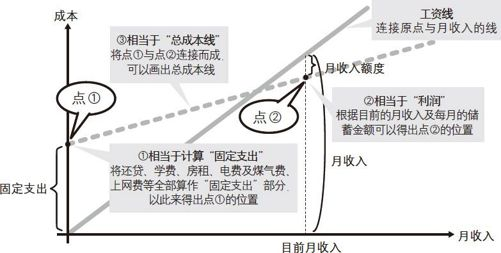 成本
工资线
连接原点与月收入的线
③相当于“总成本线”
将点①与点②连接而成，
可以画出总成本线
月收入额度
点①
点②
②相当于“利润”
根据目前的月收入及每月的储
蓄金额可以得出点②的位置
①相当于计算“固定支出”
将还贷、学费、房租、电费及煤气费、
上网费等全部算作“固定支出”部分，
以此来得出点①的位置
月收入
固定支出
月收入
目前月收入